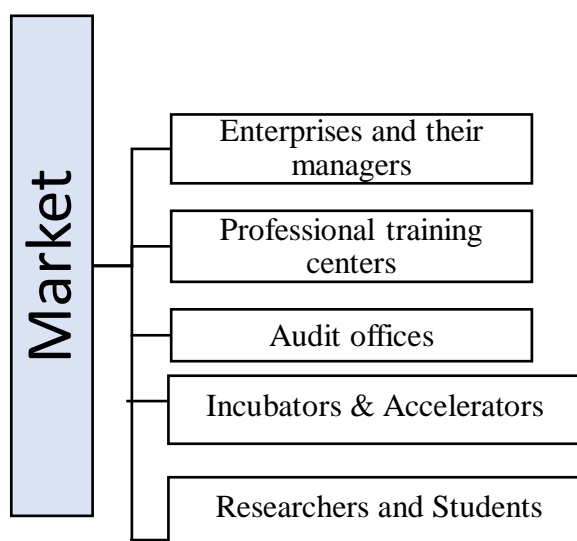 Market
Enterprises and their
managers
Professional training
centers
Audit offices
Incubators & Accelerators
Researchers and Students